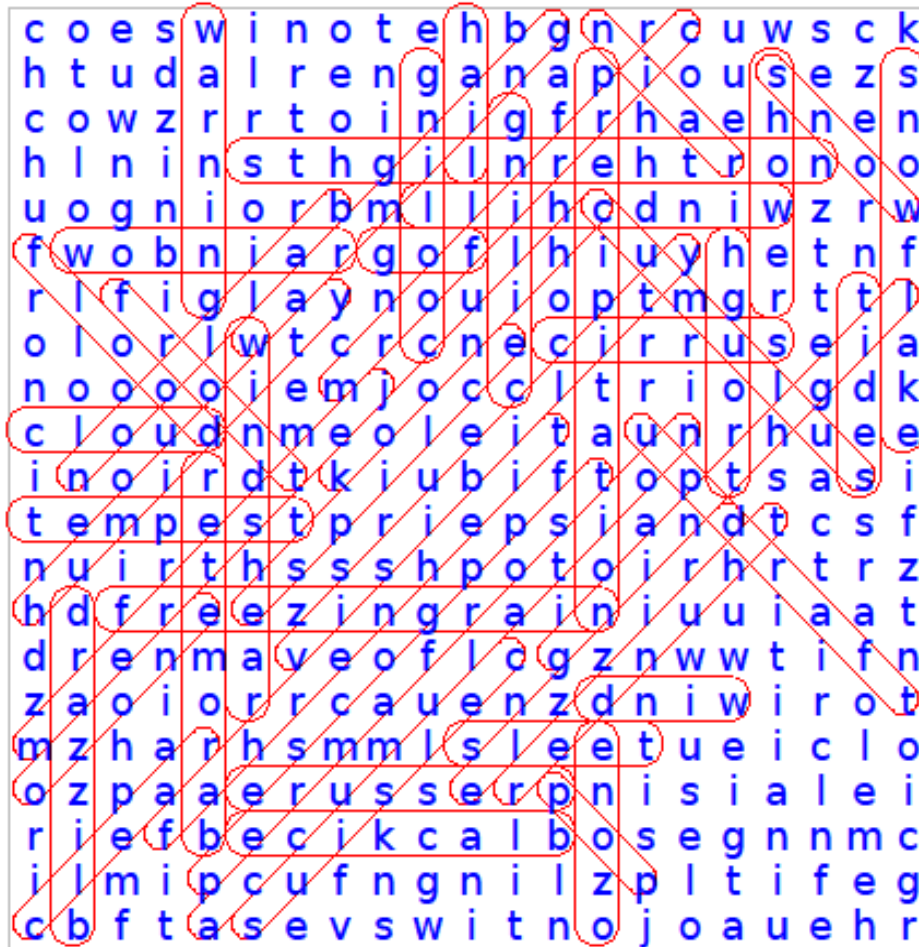 c o e s w i n o t e h b g n r c u w s c k
h t u d a l r e n g a n a p i o u s e z s
c o w z r r t o i n i g f r h a e h n e n
h l n i n s t h g i l n r e h t r o n o o
u o g n i o r b m l l i h c d n i w z r w
f w o b n i a r g o f l h i u y h e t n f
r l f i g l a y n o u i o p t m g r t t l
o l o r l w t c r c n e c i r r u s e i a
n o o o o i e m j o c c l t r i o l g d k
c l o u d n m e o l e i t a u n r h u e e
i n o i r d t k i u b i f t o p t s a s i
t e m p e s t p r i e p s i a n d t c s f
n u i r t h s s s h p o t o i r h r t r z
h d f r e e z i n g r a i n i u u i a a t
d r e n m a v e o f l c g z n w w t i f n
z a o i o r r c a u e n z d n i w i r o t
m z h a r h s m m l s l e e t u e i c l o
o z p a a e r u s s e r p n i s i a l e i
r i e f b e c i k c a l b o s e g n n m c
i l m i p c u f n g n i l z p l t i f e g
c b f t a s e v s w i t n o j o a u e h r